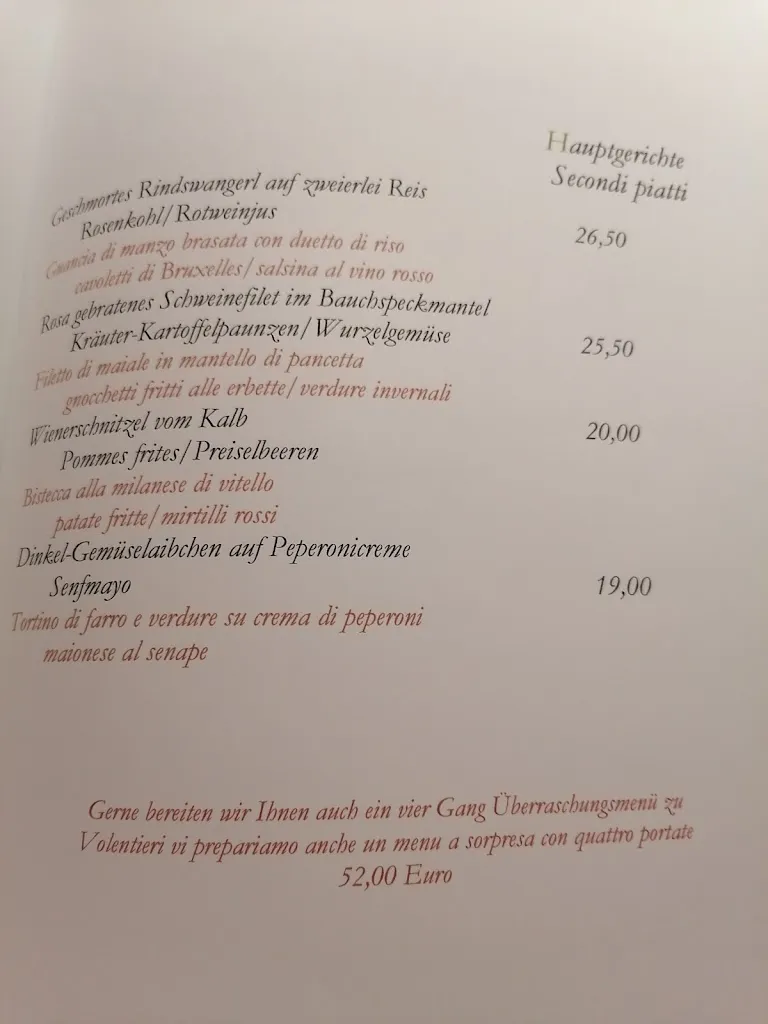 Hauptgerichte
Secondi piatti
Geschmortes Rindswangerl auf zweierlei Reis
Rosenkohl/Rotweinjus
26,50
Guancia di manzo brasata con duetto di riso
cavoletti di Bruxelles/salsina al vino rosso
Rosa gebratenes Schweinefilet im Bauchspeckmantel
Kräuter-Kartoffelpaunzen/Wurzelgemüse
25,50
Filetto di maiale in mantello di pancetta
gnocchetti fritti alle erbette/verdure invernali
Wienerschnitzel vom Kalb
20,00
Pommes frites/Preiselbeeren
Bistecca alla milanese di vitello
patate fritte/mirtilli rossi
Dinkel-Gemüselaibchen auf Peperonicreme
Senfmayo
19,00
Tortino di farro e verdure su crema di peperoni
maionese al senape
Gerne bereiten wir Ihnen auch ein vier Gang Überraschungsmenü zu
Volentieri vi prepariamo anche un menu a sorpresa con quattro portate
52,00 Euro